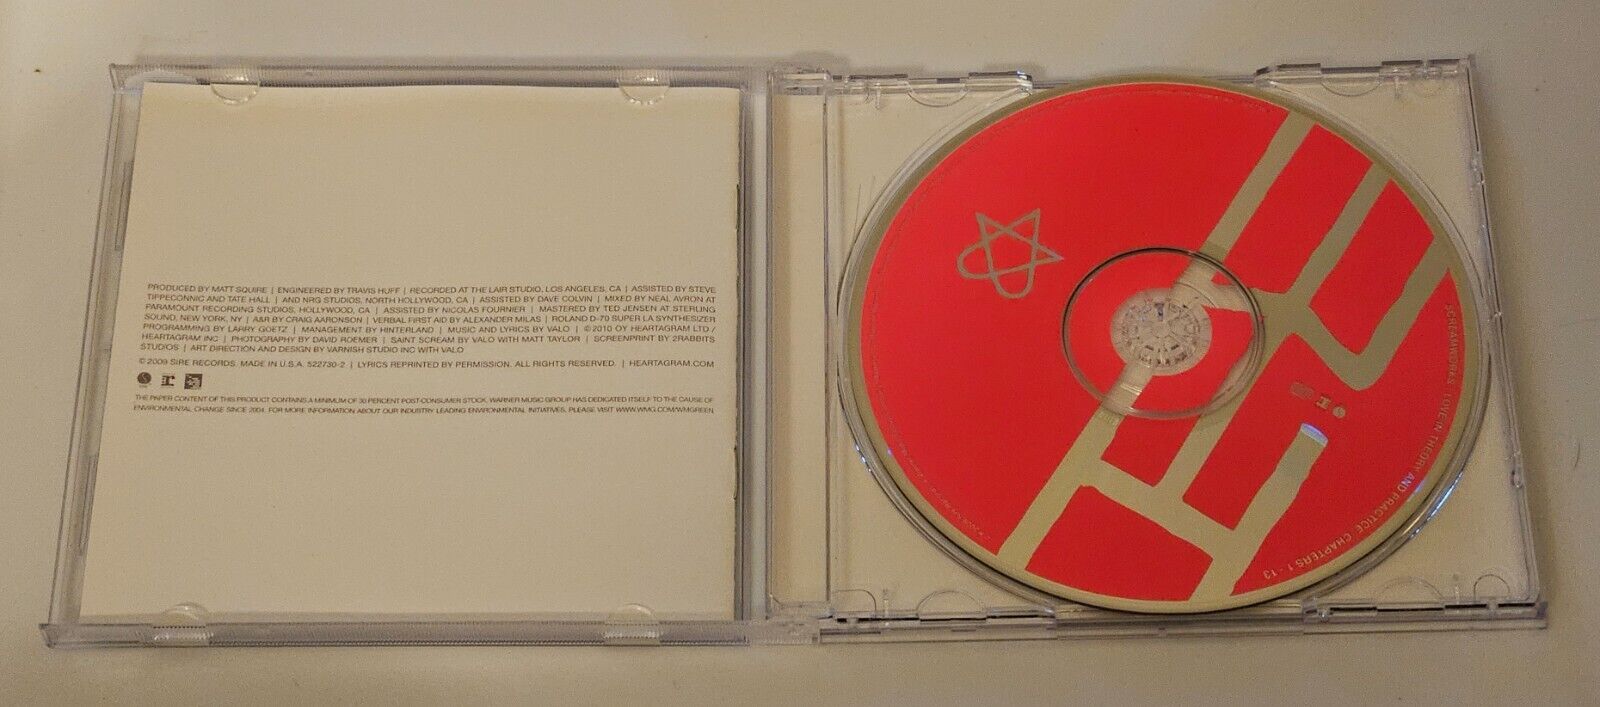 PRODUCED BY MATT SQUIRE | ENGINEERED BY TRAVIS HUFF | RECORDED AT THE LAIR STUDIO, LOS ANGELES, CA | ASSISTED BY STEVE
TIPPECONNIC AND TATE HALL | AND NRG STUDIOS, NORTH HOLLYWOOD, CA | ASSISTED BY DAVE COLVIN | MIXED BY NEAL AVRON AT
PARAMOUNT RECORDING STUDIOS, HOLLYWOOD, CA | ASSISTED BY NICOLAS FOURNIER | MASTERED BY TED JENSEN AT STERLING
SOUND, NEW YORK, NY | A&R BY CRAIG AARONSON | VERBAL FIRST AID BY ALEXANDER MILAS | ROLAND D-70 SUPER LA SYNTHESIZER
PROGRAMMING BY LARRY GOETZ | MANAGEMENT BY HINTERLAND | MUSIC AND LYRICS BY VALO | ©2010 OY HEARTAGRAM LTD /
HEARTAGRAM INC | PHOTOGRAPHY BY DAVID ROEMER | SAINT SCREAM BY VALO WITH MATT TAYLOR | SCREENPRINT BY 2RABBITS
STUDIOS | ART DIRECTION AND DESIGN BY VARNISH STUDIO INC WITH VALO
©2009 SIRE RECORDS. MADE IN U.S.A. 522730-2 | LYRICS REPRINTED BY PERMISSION. ALL RIGHTS RESERVED. | HEARTAGRAM.COM
THE PAPER CONTENT OF THIS PRODUCT CONTAINS A MINIMUM OF 30 PERCENT POST-CONSUMER STOCK. WARNER MUSIC GROUP HAS DEDICATED ITSELF TO THE CAUSE OF
ENVIRONMENTAL CHANGE SINCE 2004. FOR MORE INFORMATION ABOUT OUR INDUSTRY LEADING ENVIRONMENTAL INITIATIVES, PLEASE VISIT WWW.WMG.COM/WMGREEN
SCREAMWORKS: LOVE IN THEORY AND PRACTICE, CHAPTERS 1 - 13